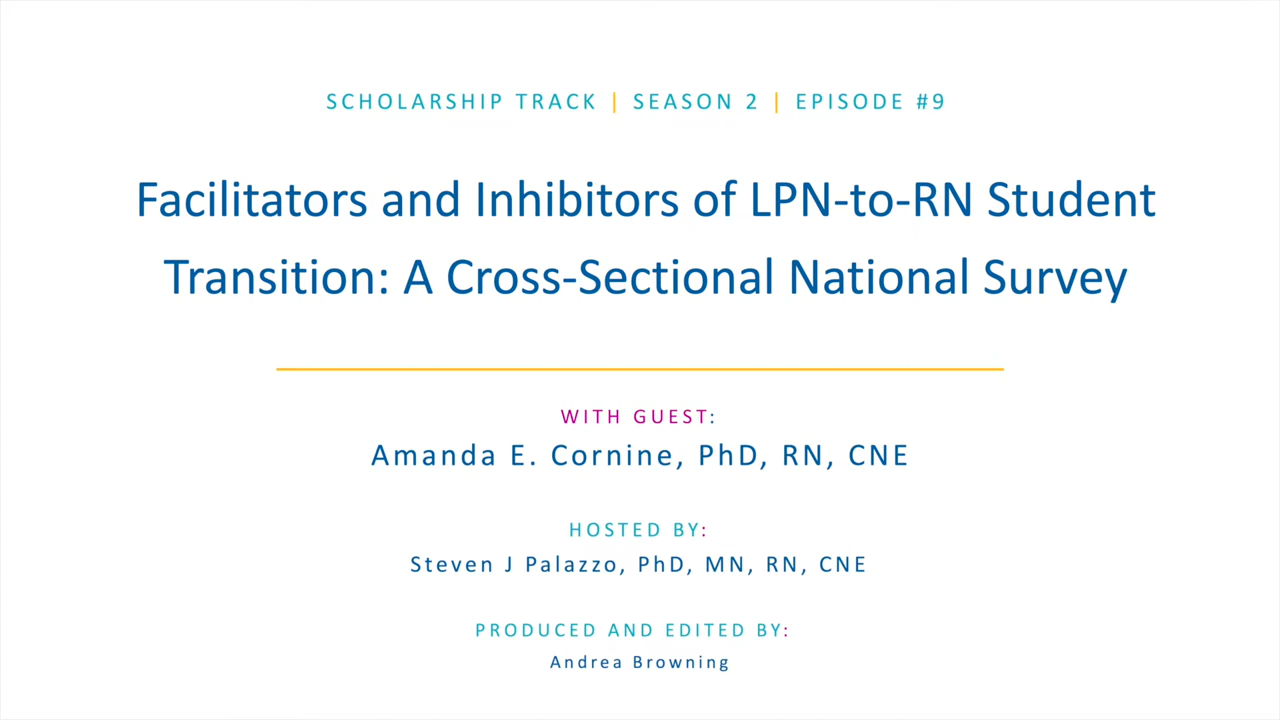 SCHOLARSHIP TRACK | SEASON 2 | EPISODE #9
Facilitators and Inhibitors of LPN-to-RN Student
Transition: A Cross-Sectional National Survey
WITH GUEST:
Amanda E. Cornine, PhD, RN, CNE
HOSTED BY:
Steven J Palazzo, PhD, MN, RN, CNE
PRODUCED AND EDITED BY:
Andrea Browning